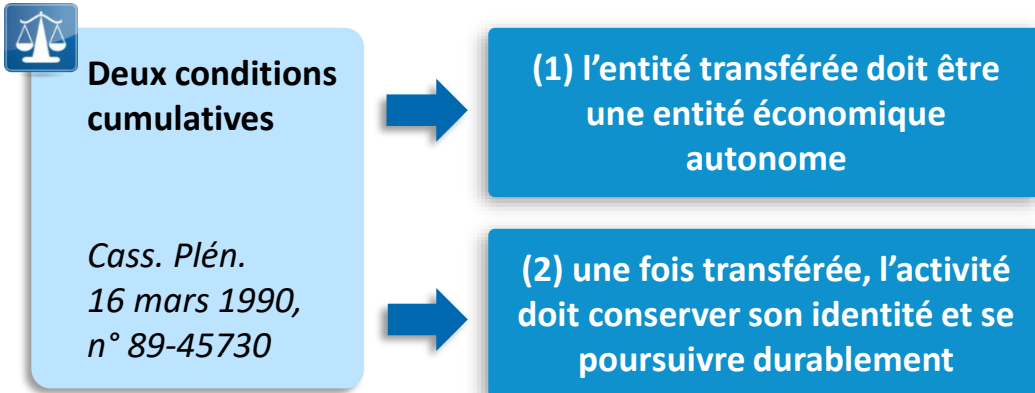 Deux conditions
cumulatives
Cass. Plén.
16 mars 1990,
n° 89-45730
(1) l’entité transférée doit être
une entité économique
autonome
(2) une fois transférée, l’activité
doit conserver son identité et se
poursuivre durablement